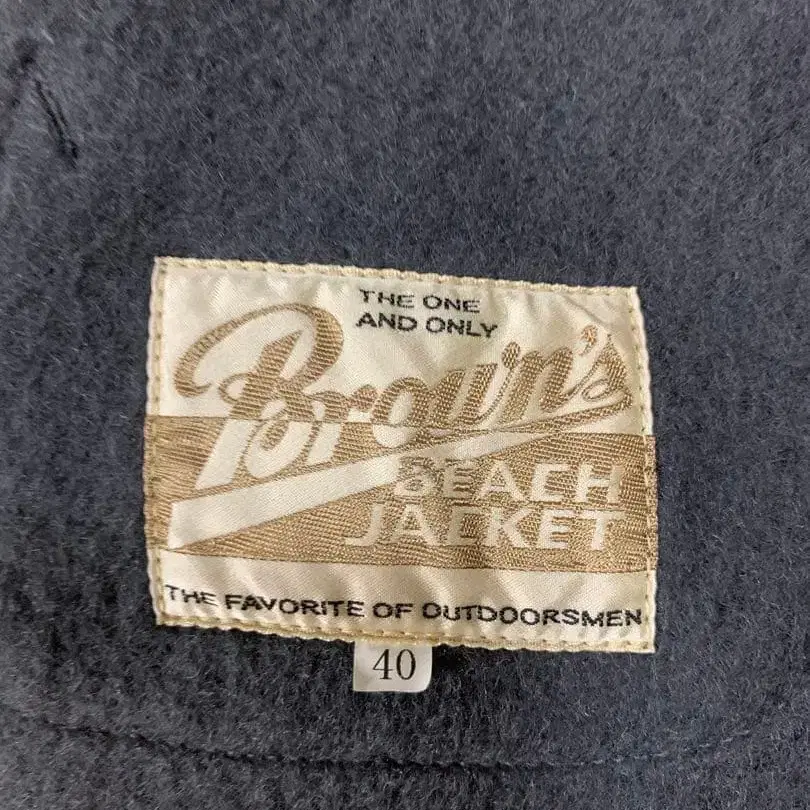 THE ONE
AND ONLY
Brown's
BEACH
JACKET
THE FAVORITE OF OUTDOORSMEN
40